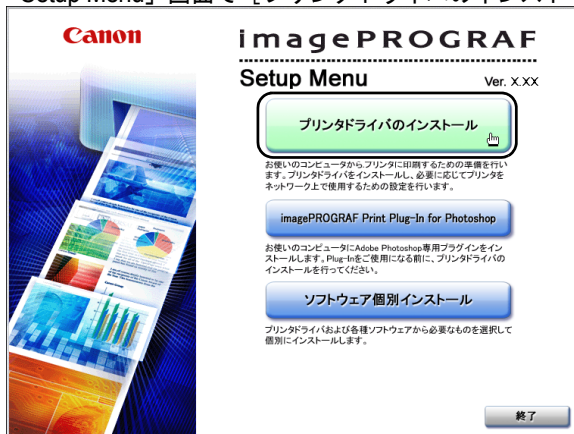 Setup Menu］画面で［プリンタドライバのインスト
Canon
imagePROGRAF
Setup Menu
Ver. X.XX
プリンタドライバのインストール
お使いのコンピュータからプリンタに印刷するための準備を行い
ます。プリンタドライバをインストールし、必要に応じてプリンタを
ネットワーク上で使用するための設定を行います。
imagePROGRAF Print Plug-In for Photoshop
お使いのコンピュータにAdobe Photoshop専用プラグインをイン
ストールします。Plug-Inをご使用になる前に、プリンタドライバの
インストールを行ってください。
ソフトウェア個別インストール
プリンタドライバおよび各種ソフトウェアから必要なものを選択して
個別にインストールします。
終了